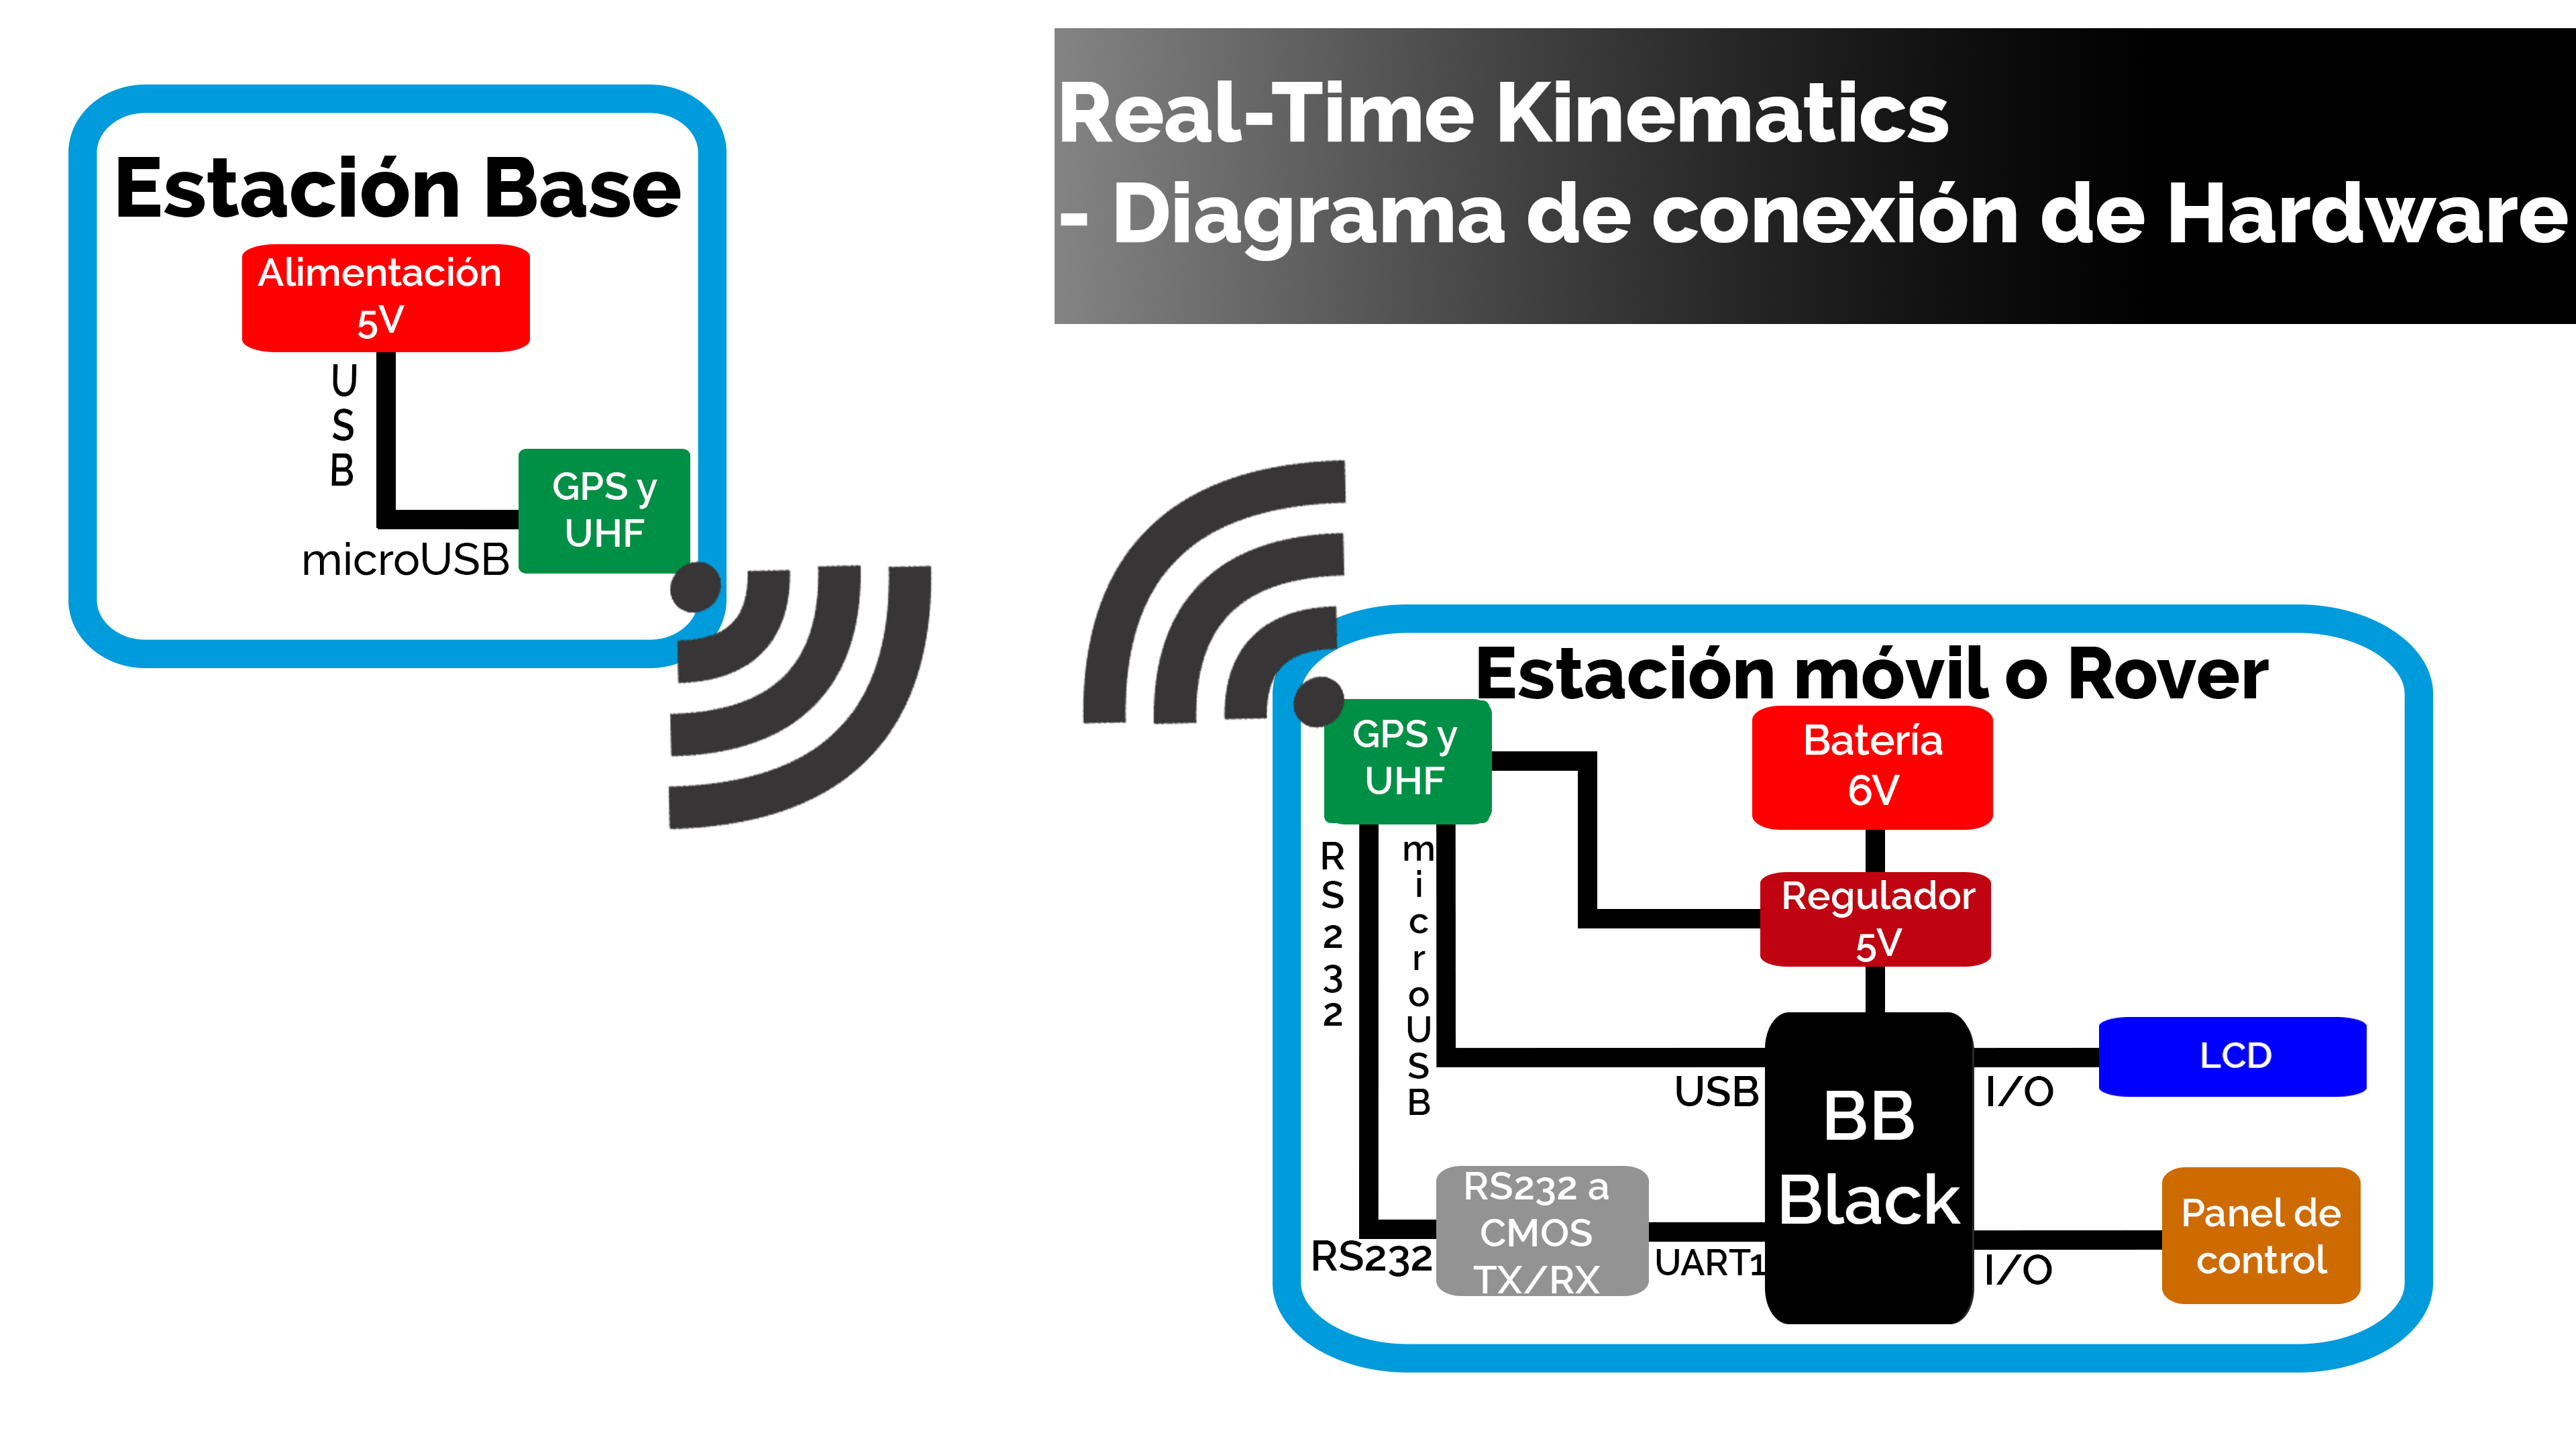 Real-Time Kinematics
- Diagrama de conexión de Hardware
Estación Base
Alimentación
5V
USB
microUSB
GPS y
UHF
Estación móvil o Rover
GPS y
UHF
Batería
6V
Regulador
5V
RS232
microUSB
USB
BB
Black
I/O
LCD
RS232
RS232 a
CMOS
TX/RX
UART1
I/O
Panel de
control